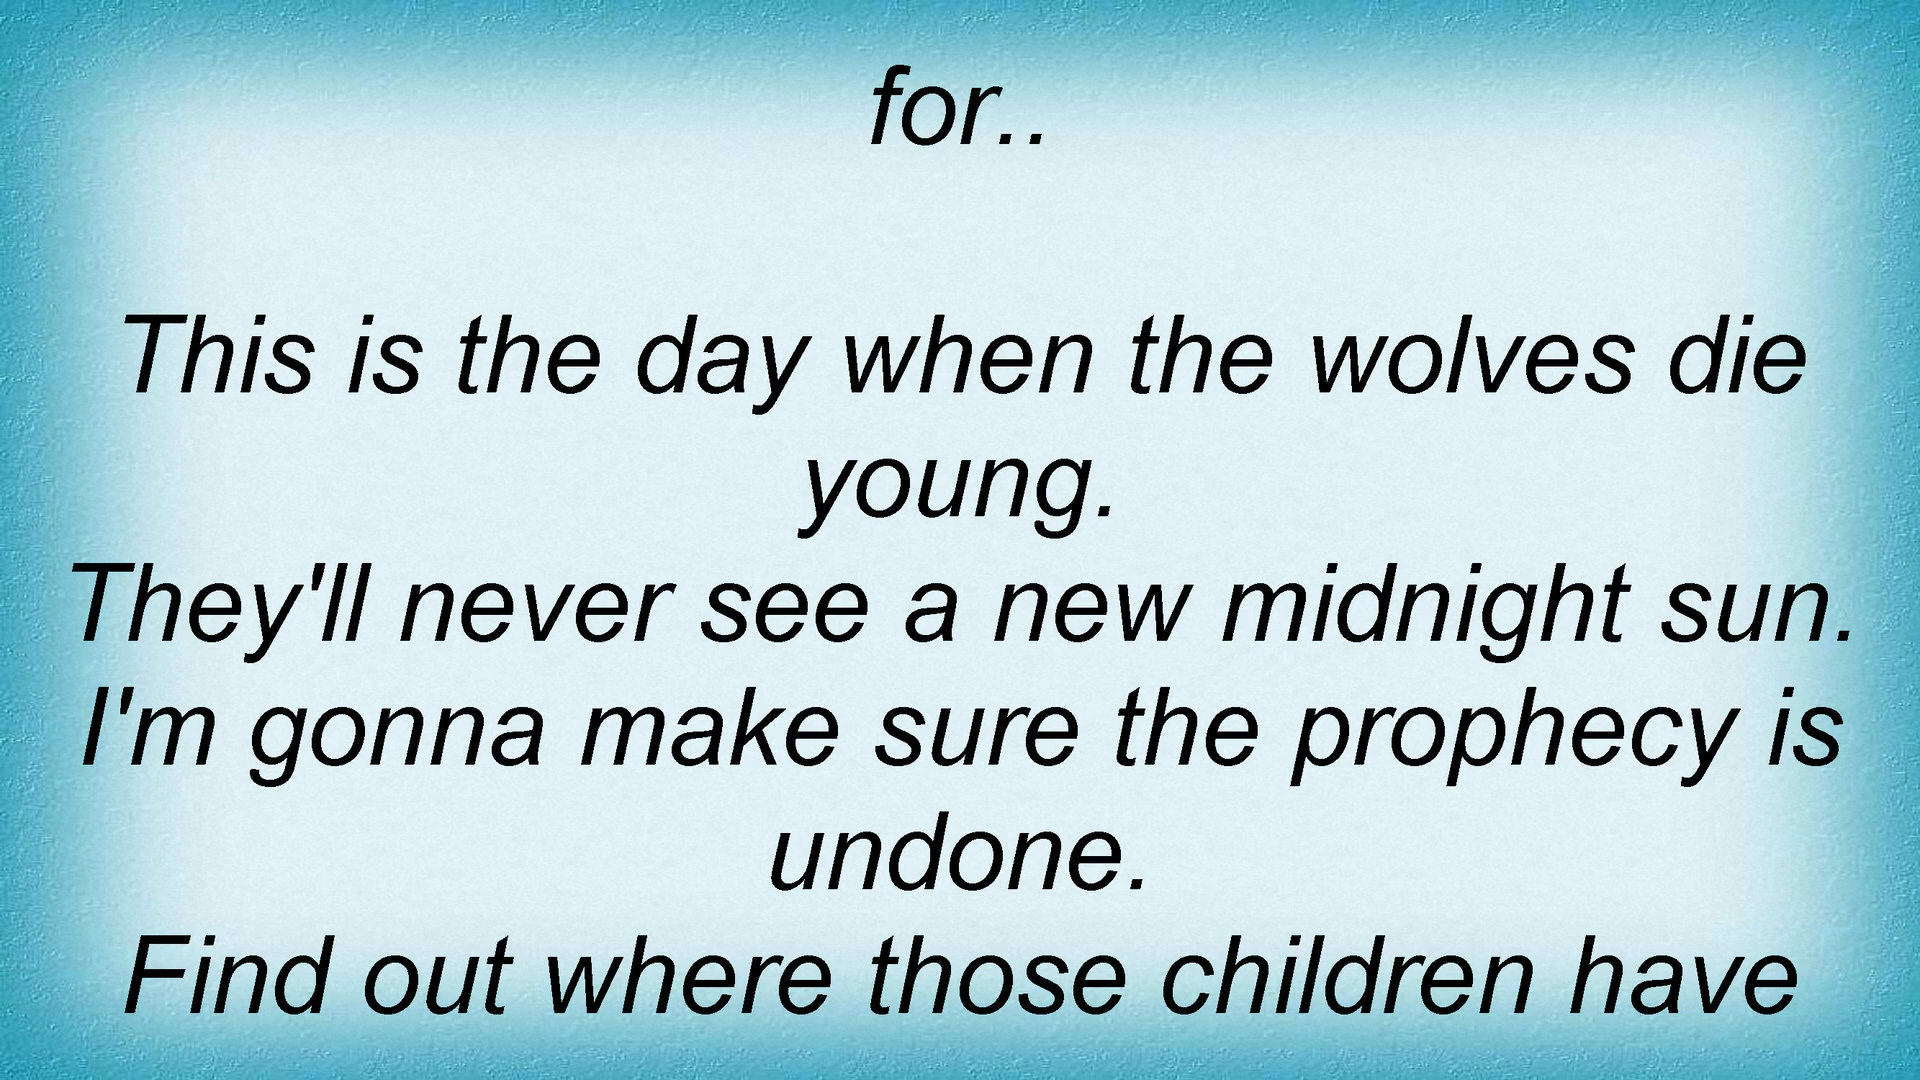 for..
This is the day when the wolves die
young.
They'll never see a new midnight sun.
I'm gonna make sure the prophecy is
undone.
Find out where those children have